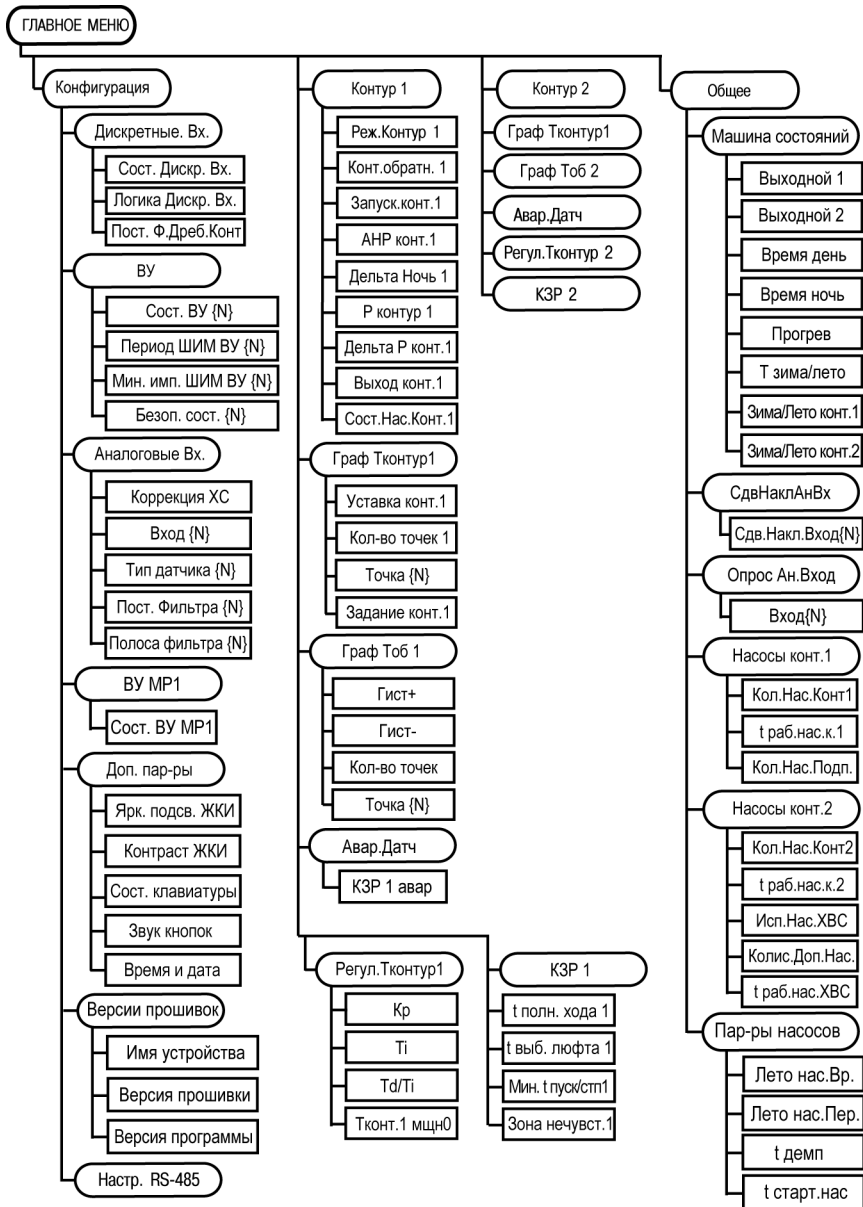 ГЛАВНОЕ МЕНЮ
Конфигурация
Дискретные. Вх.
Сост. Дискр. Вх.
Логика Дискр. Вх.
Пост. Ф.Дреб.Конт
ВУ
Сост. ВУ {N}
Период ШИМ ВУ {N}
Мин. имп. ШИМ ВУ {N}
Безоп. сост. {N}
Аналоговые Вх.
Коррекция ХС
Вход {N}
Тип датчика {N}
Пост. Фильтра {N}
Полоса фильтра {N}
ВУ МР1
Сост. ВУ МР1
Доп. пар-ры
Ярк. подсв. ЖКИ
Контраст ЖКИ
Сост. клавиатуры
Звук кнопок
Время и дата
Версии прошивок
Имя устройства
Версия прошивки
Версия программы
Настр. RS-485
Контур 1
Реж.Контур 1
Конт.обратн. 1
Запуск.конт.1
АНР конт.1
Дельта Ночь 1
Р контур 1
Дельта Р конт.1
Выход конт.1
Сост.Нас.Конт.1
Граф Тконтур1
Уставка конт.1
Кол-во точек 1
Точка {N}
Задание конт.1
Граф Тоб 1
Гист+
Гист-
Кол-во точек
Точка {N}
Авар.Датч
КЗР 1 авар
Регул.Тконтур1
Кр
Ti
Td/Ti
Тконт.1 мщн0
КЗР 1
t полн. хода 1
t выб. люфта 1
Мин. t пуск/стп1
Зона нечувст.1
Контур 2
Граф Тконтур1
Граф Тоб 2
Авар.Датч
Регул.Тконтур 2
КЗР 2
Общее
Машина состояний
Выходной 1
Выходной 2
Время день
Время ночь
Прогрев
Т зима/лето
Зима/Лето конт.1
Зима/Лето конт.2
СдвНаклАнВх
Сдв.Накл.Вход{N}
Опрос Ан.Вход
Вход{N}
Насосы конт.1
Кол.Нас.Конт1
t раб.нас.к.1
Кол.Нас.Подп.
Насосы конт.2
Кол.Нас.Конт2
t раб.нас.к.2
Исп.Нас.ХВС
Колис.Доп.Нас.
t раб.нас.ХВС
Пар-ры насосов
Лето нас.Вр.
Лето нас.Пер.
t демп
t старт.нас